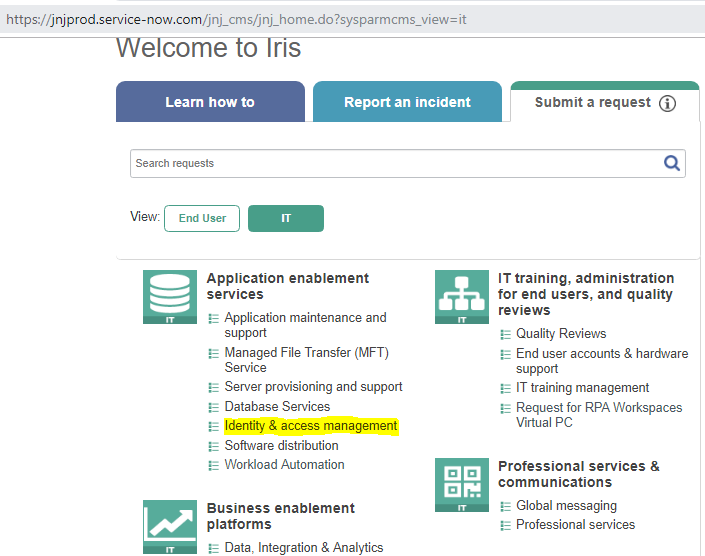 https://jnjprod.service-now.com/jnj_cms/jnj_home.do?sysparmcms_view=it
Welcome to Iris
Learn how to
Report an incident
Submit a request i
Search requests
View: End User IT
IT
Application enablement
services
Application maintenance and
support
Managed File Transfer (MFT)
Service
Server provisioning and support
Database Services
Identity & access management
Software distribution
Workload Automation
IT
Business enablement
platforms
Data, Integration & Analytics
IT
IT training, administration
for end users, and quality
reviews
Quality Reviews
End user accounts & hardware
support
IT training management
Request for RPA Workspaces
Virtual PC
IT
Professional services &
communications
Global messaging
Professional services